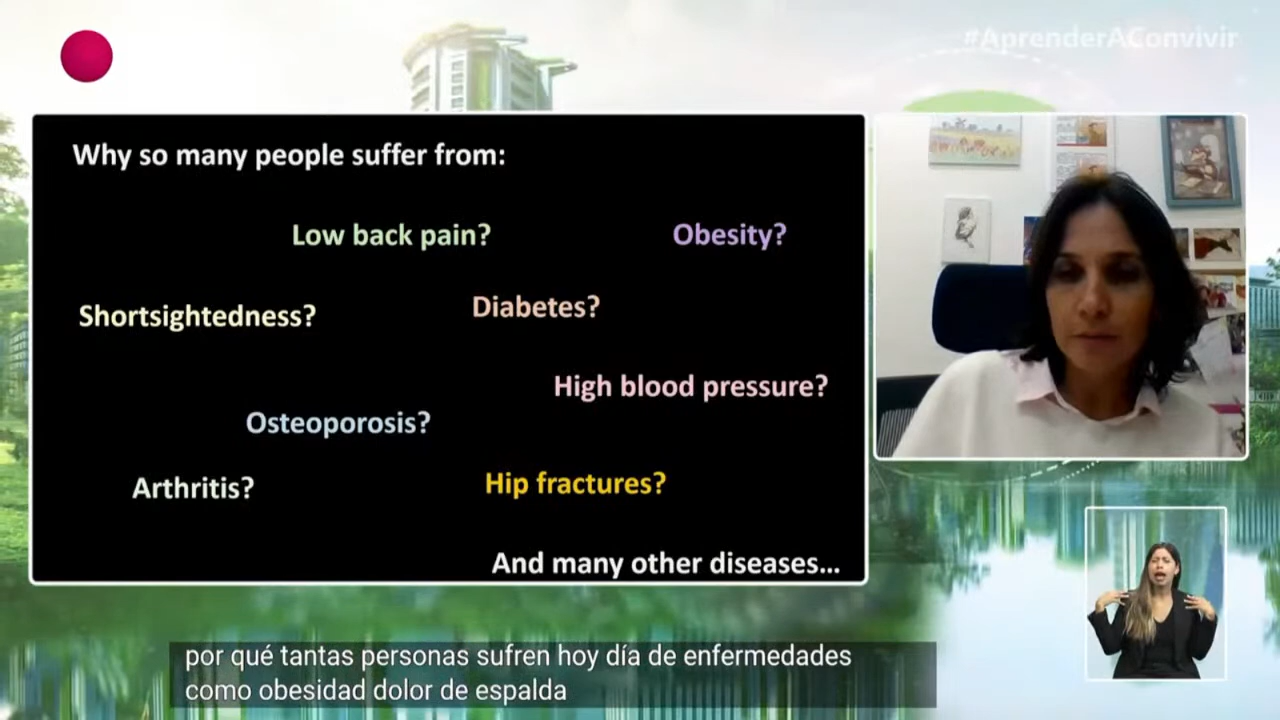 #AprenderAConvivir
Why so many people suffer from:
Low back pain?
Obesity?
Shortsightedness?
Diabetes?
High blood pressure?
Osteoporosis?
Arthritis?
Hip fractures?
And many other diseases...
por qué tantas personas sufren hoy día de enfermedades
como obesidad dolor de espalda